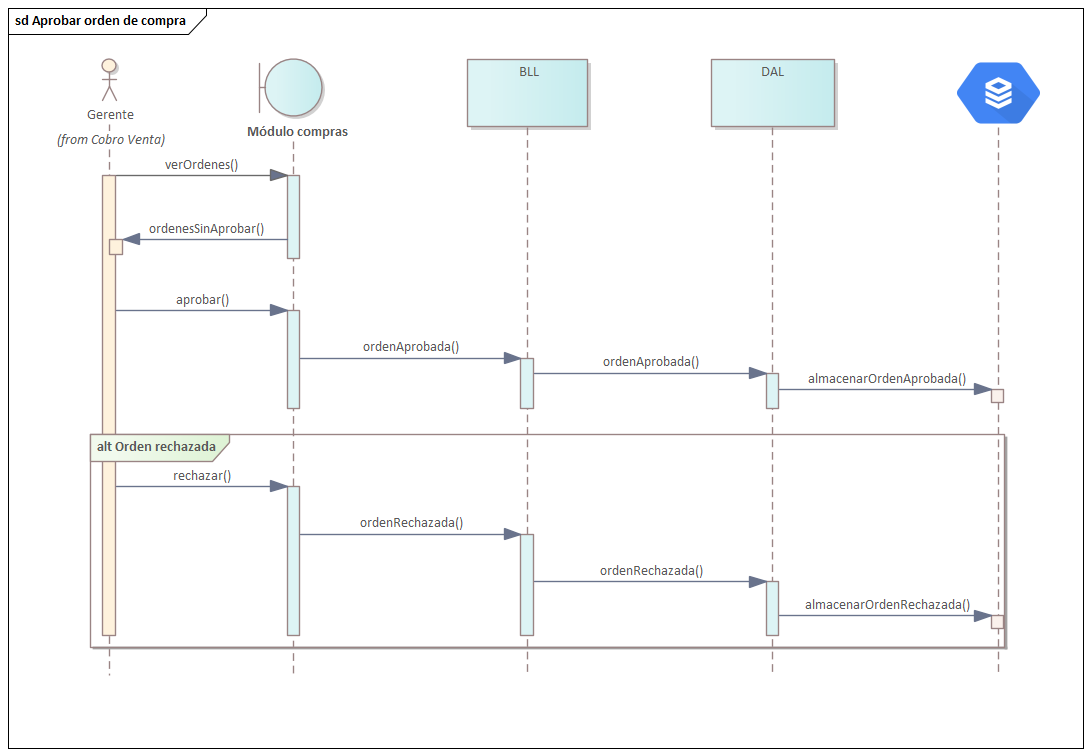 sd Aprobar orden de compra
Gerente
(from Cobro Venta)
Módulo compras
BLL
DAL
verOrdenes()
ordenesSinAprobar()
aprobar()
ordenAprobada()
ordenAprobada()
almacenarOrdenAprobada()
alt Orden rechazada
rechazar()
ordenRechazada()
ordenRechazada()
almacenarOrdenRechazada()